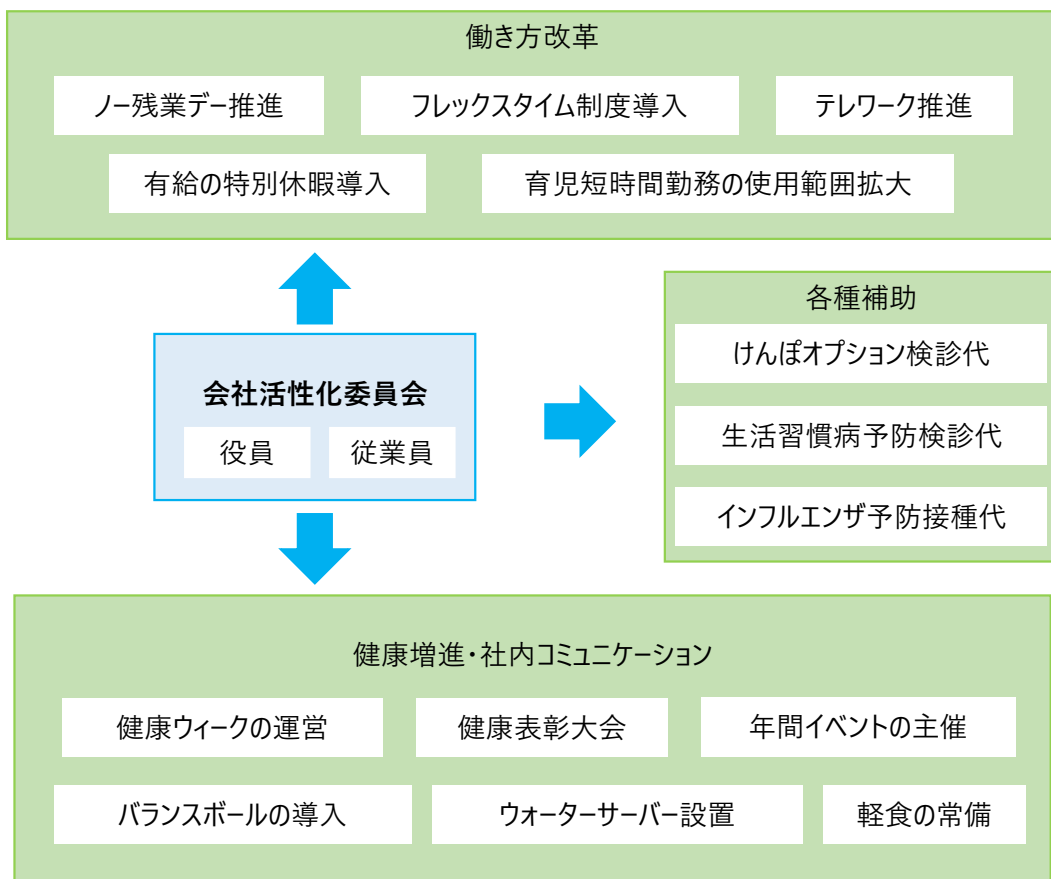 働き方改革
ノー残業デー推進
フレックスタイム制度導入
テレワーク推進
有給の特別休暇導入
育児短時間勤務の使用範囲拡大
会社活性化委員会
役員
従業員
各種補助
けんぽオプション検診代
生活習慣病予防検診代
インフルエンザ予防接種代
健康増進・社内コミュニケーション
健康ウィークの運営
健康表彰大会
年間イベントの主催
バランスボールの導入
ウォーターサーバー設置
軽食の常備